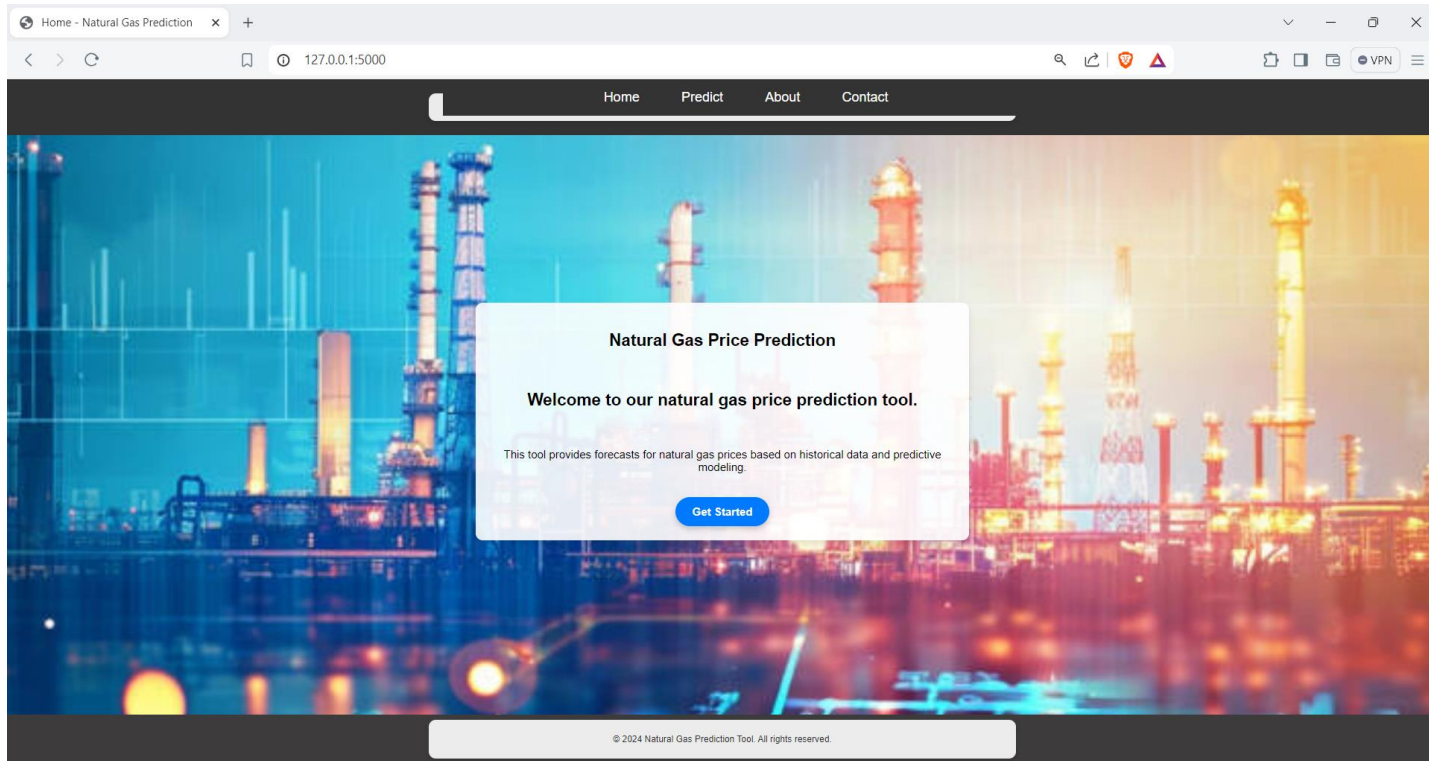 Home - Natural Gas Prediction
127.0.0.1:5000
VPN
Home Predict About Contact
Natural Gas Price Prediction
Welcome to our natural gas price prediction tool.
This tool provides forecasts for natural gas prices based on historical data and predictive
modeling.
Get Started
© 2024 Natural Gas Prediction Tool. All rights reserved.